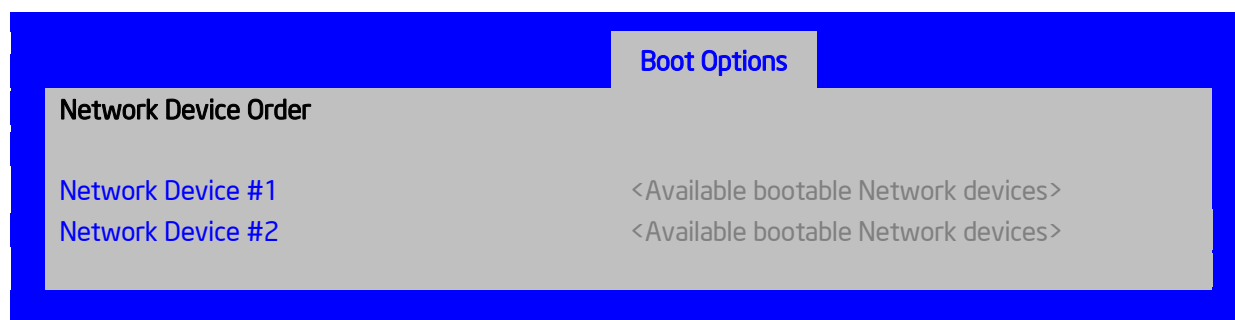 Boot Options
Network Device Order
Network Device #1 <Available bootable Network devices>
Network Device #2 <Available bootable Network devices>